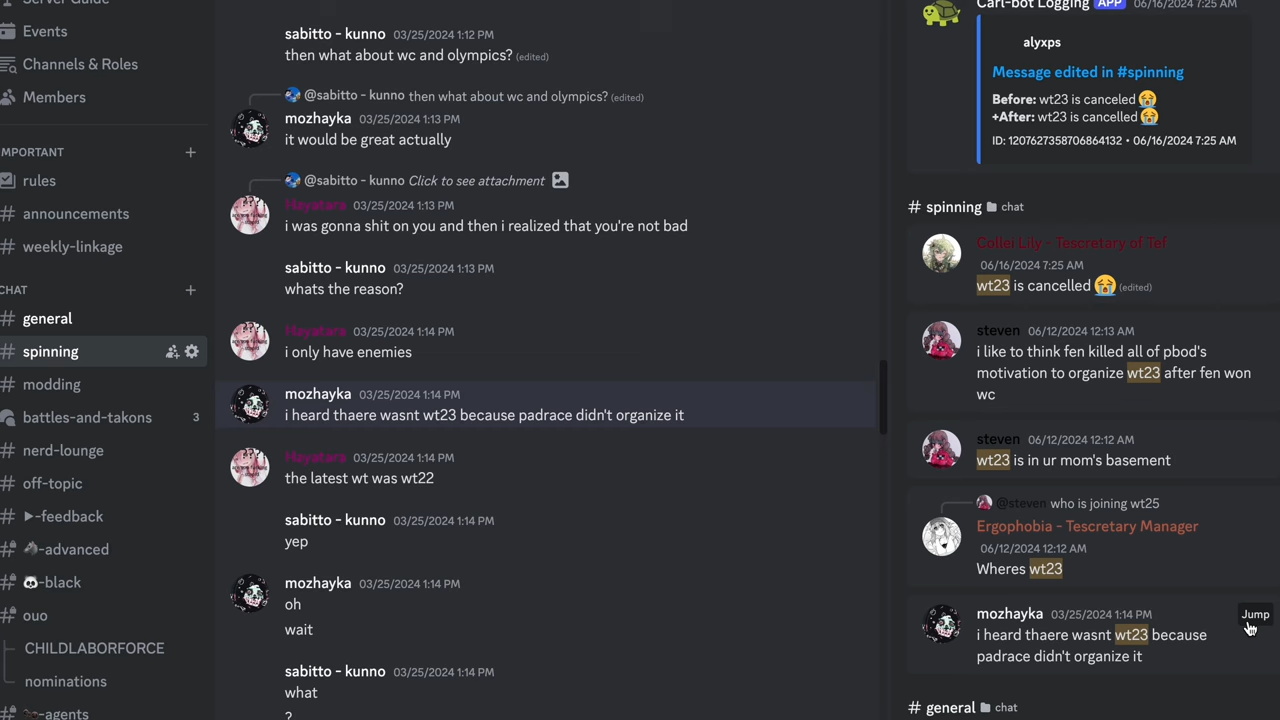 Server Guide
Events
Channels & Roles
Members
IMPORTANT
rules
announcements
weekly-linkage
CHAT
general
spinning
modding
battles-and-takons 3
nerd-lounge
off-topic
▶-feedback
🦓-advanced
🐼-black
ouo
CHILDLABORFORCE
nominations
-agents
sabitto - kunno 03/25/2024 1:12 PM
then what about wc and olympics? (edited)
@sabitto - kunno then what about wc and olympics? (edited)
mozhayka 03/25/2024 1:13 PM
it would be great actually
@sabitto - kunno Click to see attachment
Hayatara 03/25/2024 1:13 PM
i was gonna shit on you and then i realized that you're not bad
sabitto - kunno 03/25/2024 1:13 PM
whats the reason?
Hayatara 03/25/2024 1:14 PM
i only have enemies
mozhayka 03/25/2024 1:14 PM
i heard thaere wasnt wt23 because padrace didn't organize it
Hayatara 03/25/2024 1:14 PM
the latest wt was wt22
sabitto - kunno 03/25/2024 1:14 PM
yep
mozhayka 03/25/2024 1:14 PM
oh
wait
sabitto - kunno 03/25/2024 1:14 PM
what
?
Carl-bot Logging APP 06/16/2024 7:25 AM
alyxps
Message edited in #spinning
Before: wt23 is canceled 😭
+After: wt23 is cancelled 😭
ID: 1207627358706864132 • 06/16/2024 7:25 AM
# spinning chat
Collei Lily - Tescretary of Tef
06/16/2024 7:25 AM
wt23 is cancelled 😭 (edited)
steven 06/12/2024 12:13 AM
i like to think fen killed all of pbod's
motivation to organize wt23 after fen won
wc
steven 06/12/2024 12:12 AM
wt23 is in ur mom's basement
@steven who is joining wt25
Ergophobia - Tescretary Manager
06/12/2024 12:12 AM
Wheres wt23
mozhayka 03/25/2024 1:14 PM
Jump
i heard thaere wasnt wt23 because
padrace didn't organize it
# general chat